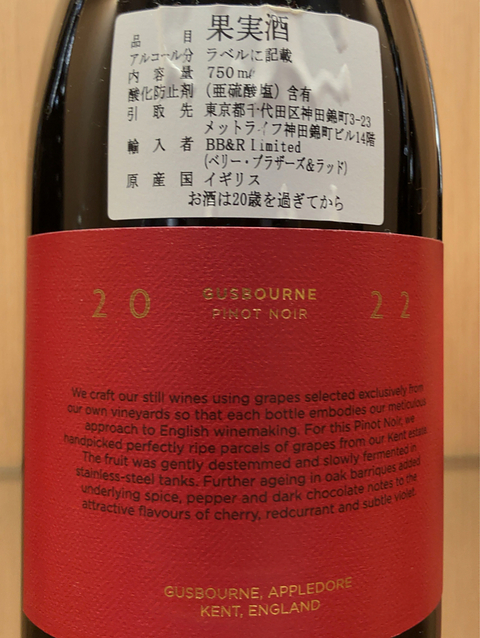 品目 果実酒
アルコール分 ラベルに記載
内容量 750mℓ
酸化防止剤 (亜硫酸塩)含有
引取先 東京都千代田区神田錦町3-23
メットライフ神田錦町ビル14階
輸入者 BB&R limited
(ベリー・ブラザーズ&ラッド)
原産国 イギリス
お酒は20歳を過ぎてから
20 GUSBOURNE 22
PINOT NOIR
We craft our still wines using grapes selected exclusively from
our own vineyards so that each bottle embodies our meticulous
approach to English winemaking. For this Pinot Noir, we
handpicked perfectly ripe parcels of grapes from our Kent estate.
The fruit was gently destemmed and slowly fermented in
stainless-steel tanks. Further ageing in oak barriques added
underlying spice, pepper and dark chocolate notes to the
attractive flavours of cherry, redcurrant and subtle violet.
GUSBOURNE, APPLEDORE
KENT, ENGLAND